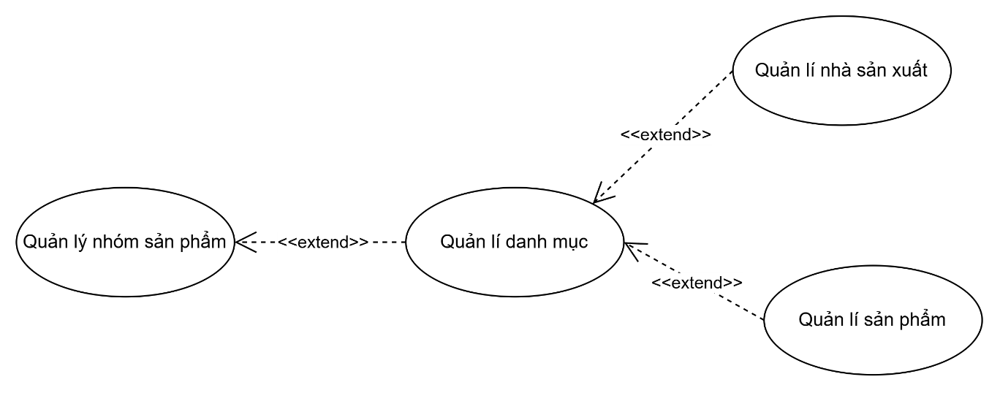 Quản lí nhà sản xuất
<<extend>>
Quản lý nhóm sản phẩm
<<extend>>
Quản lí danh mục
<<extend>>
Quản lí sản phẩm